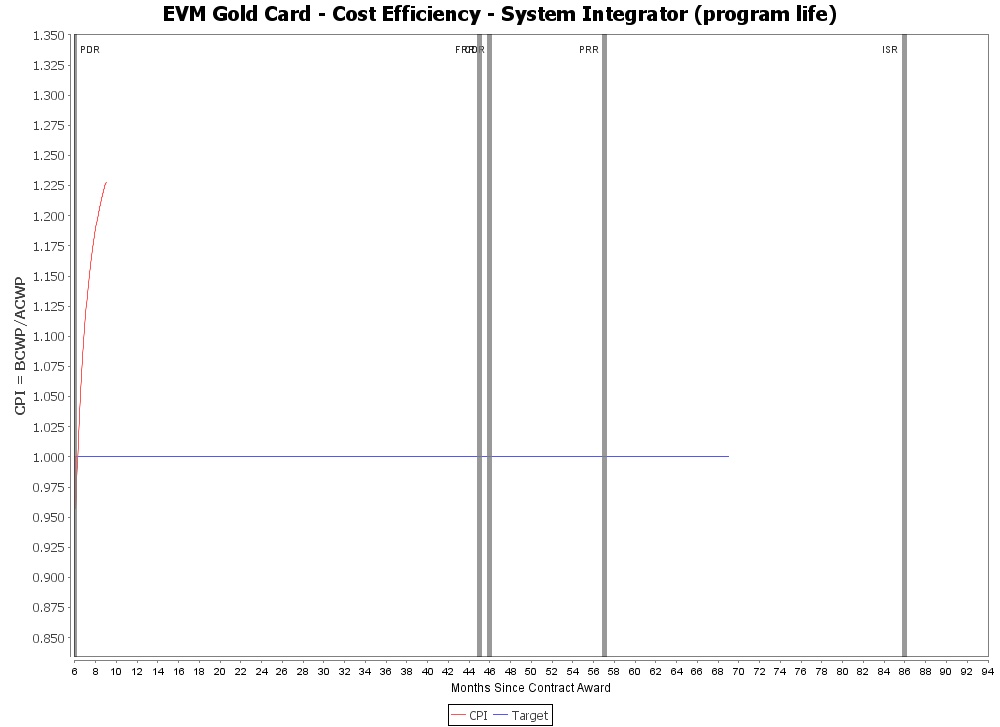 EVM Gold Card - Cost Efficiency - System Integrator (program life)
1.350
1.325
1.300
1.275
1.250
1.225
1.200
1.175
1.150
1.125
1.100
1.075
1.050
1.025
1.000
0.975
0.950
0.925
0.900
0.875
0.850
CPI = BCWP/ACWP
PDR
PRR
ISR
6 8 10 12 14 16 18 20 22 24 26 28 30 32 34 36 38 40 42 44 46 48 50 52 54 56 58 60 62 64 66 68 70 72 74 76 78 80 82 84 86 88 90 92 94
Months Since Contract Award
CPI Target